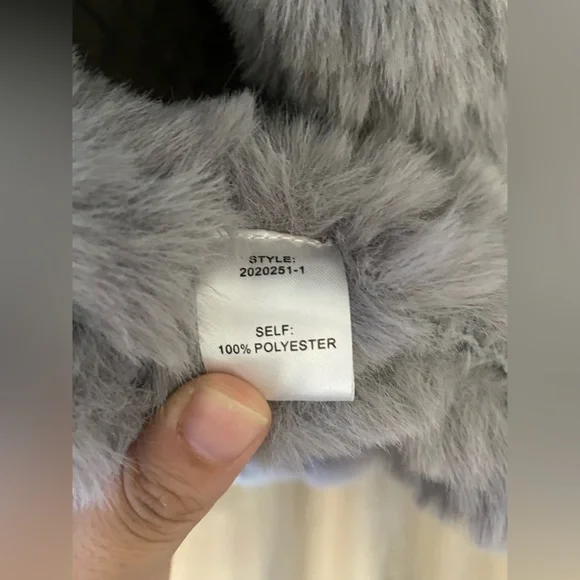 STYLE:
2020251-1
SELF:
100% POLYESTER